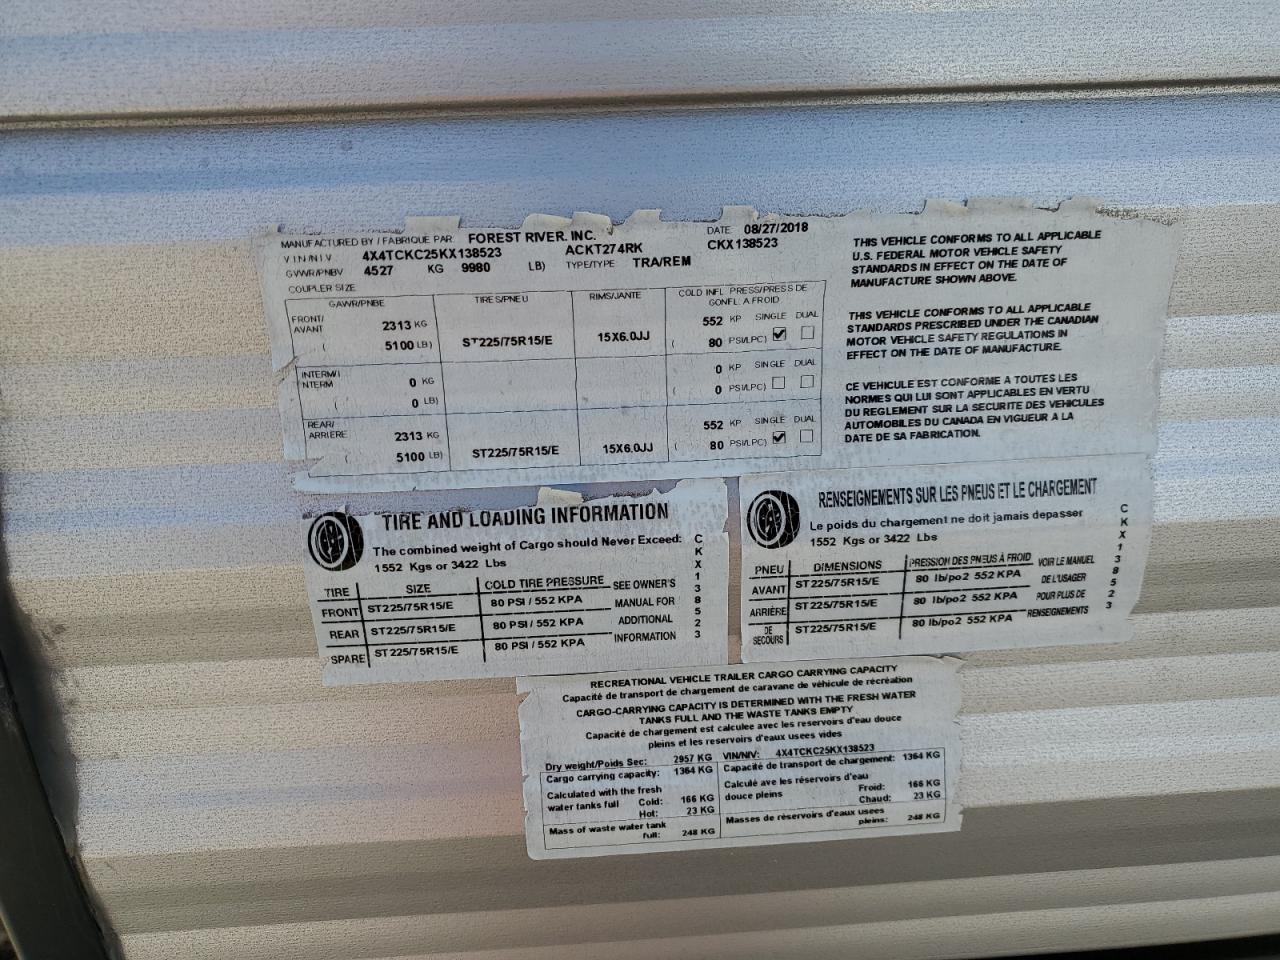 MANUFACTURED BY / FABRIQUE PAR: FOREST RIVER. INC. DATE 08/27/2018
VIN/NIV 4X4TCKC25KX138523 ACKT274RK CKX138523
GVWR/PNBV 4527 KG 9980 LB) TYPE/TYPE TRA/REM
COUPLER SIZE
GAWR/PNBE TIRES/PNEU RIMS/JANTE COLD INFL PRESS/PRESS DE GONFL A FROID
FRONT/ 2313 KG 552 KP SINGLE DUAL
AVANT ( 5100 LB) ST225/75R15/E 15X6.0JJ ( 80 PSI/LPC)
INTERM/I 0 KG 0 KP SINGLE DUAL
NTERM ( 0 LB) ( 0 PSI/LPC)
REAR/ 2313 KG 552 KP SINGLE DUAL
ARRIERE ( 5100 LB) ST225/75R15/E 15X6.0JJ ( 80 PSI/LPC)
THIS VEHICLE CONFORMS TO ALL APPLICABLE
U.S. FEDERAL MOTOR VEHICLE SAFETY
STANDARDS IN EFFECT ON THE DATE OF
MANUFACTURE SHOWN ABOVE.
THIS VEHICLE CONFORMS TO ALL APPLICABLE
STANDARDS PRESCRIBED UNDER THE CANADIAN
MOTOR VEHICLE SAFETY REGULATIONS IN
EFFECT ON THE DATE OF MANUFACTURE.
CE VEHICULE EST CONFORME A TOUTES LES
NORMES QUI LUI SONT APPLICABLES EN VERTU
DU REGLEMENT SUR LA SECURITE DES VEHICULES
AUTOMOBILES DU CANADA EN VIGUEUR A LA
DATE DE SA FABRICATION.
TIRE AND LOADING INFORMATION
The combined weight of Cargo should Never Exceed:
1552 Kgs or 3422 Lbs
TIRE SIZE COLD TIRE PRESSURE SEE OWNER'S
FRONT ST225/75R15/E 80 PSI / 552 KPA MANUAL FOR
REAR ST225/75R15/E 80 PSI / 552 KPA ADDITIONAL
SPARE ST225/75R15/E 80 PSI / 552 KPA INFORMATION
CKX138523
RENSEIGNEMENTS SUR LES PNEUS ET LE CHARGEMENT
Le poids du chargement ne doit jamais depasser
1552 Kgs or 3422 Lbs
PNEU DIMENSIONS PRESSION DES PNEUS À FROID VOIR LE MANUEL
AVANT ST225/75R15/E 80 lb/po2 552 KPA DE L'USAGER
ARRIÈRE ST225/75R15/E 80 lb/po2 552 KPA POUR PLUS DE
DE SECOURS ST225/75R15/E 80 lb/po2 552 KPA RENSEIGNEMENTS
CKX138523
RECREATIONAL VEHICLE TRAILER CARGO CARRYING CAPACITY
Capacité de transport de chargement de caravane de véhicule de récréation
CARGO-CARRYING CAPACITY IS DETERMINED WITH THE FRESH WATER
TANKS FULL AND THE WASTE TANKS EMPTY
Capacité de chargement est calculee avec les reservoirs d'eau douce
pleins et les reservoirs d'eaux usees vides
Dry weight/Poids Sec: 2957 KG VIN/NIV: 4X4TCKC25KX138523
Cargo carrying capacity: 1364 KG Capacité de transport de chargement: 1364 KG
Calculated with the fresh Calculé ave les réservoirs d'eau
water tanks full Cold: 166 KG douce pleins Froid: 166 KG
Hot: 23 KG Chaud: 23 KG
Mass of waste water tank Masses de réservoirs d'eaux usees
full: 248 KG pleins: 248 KG